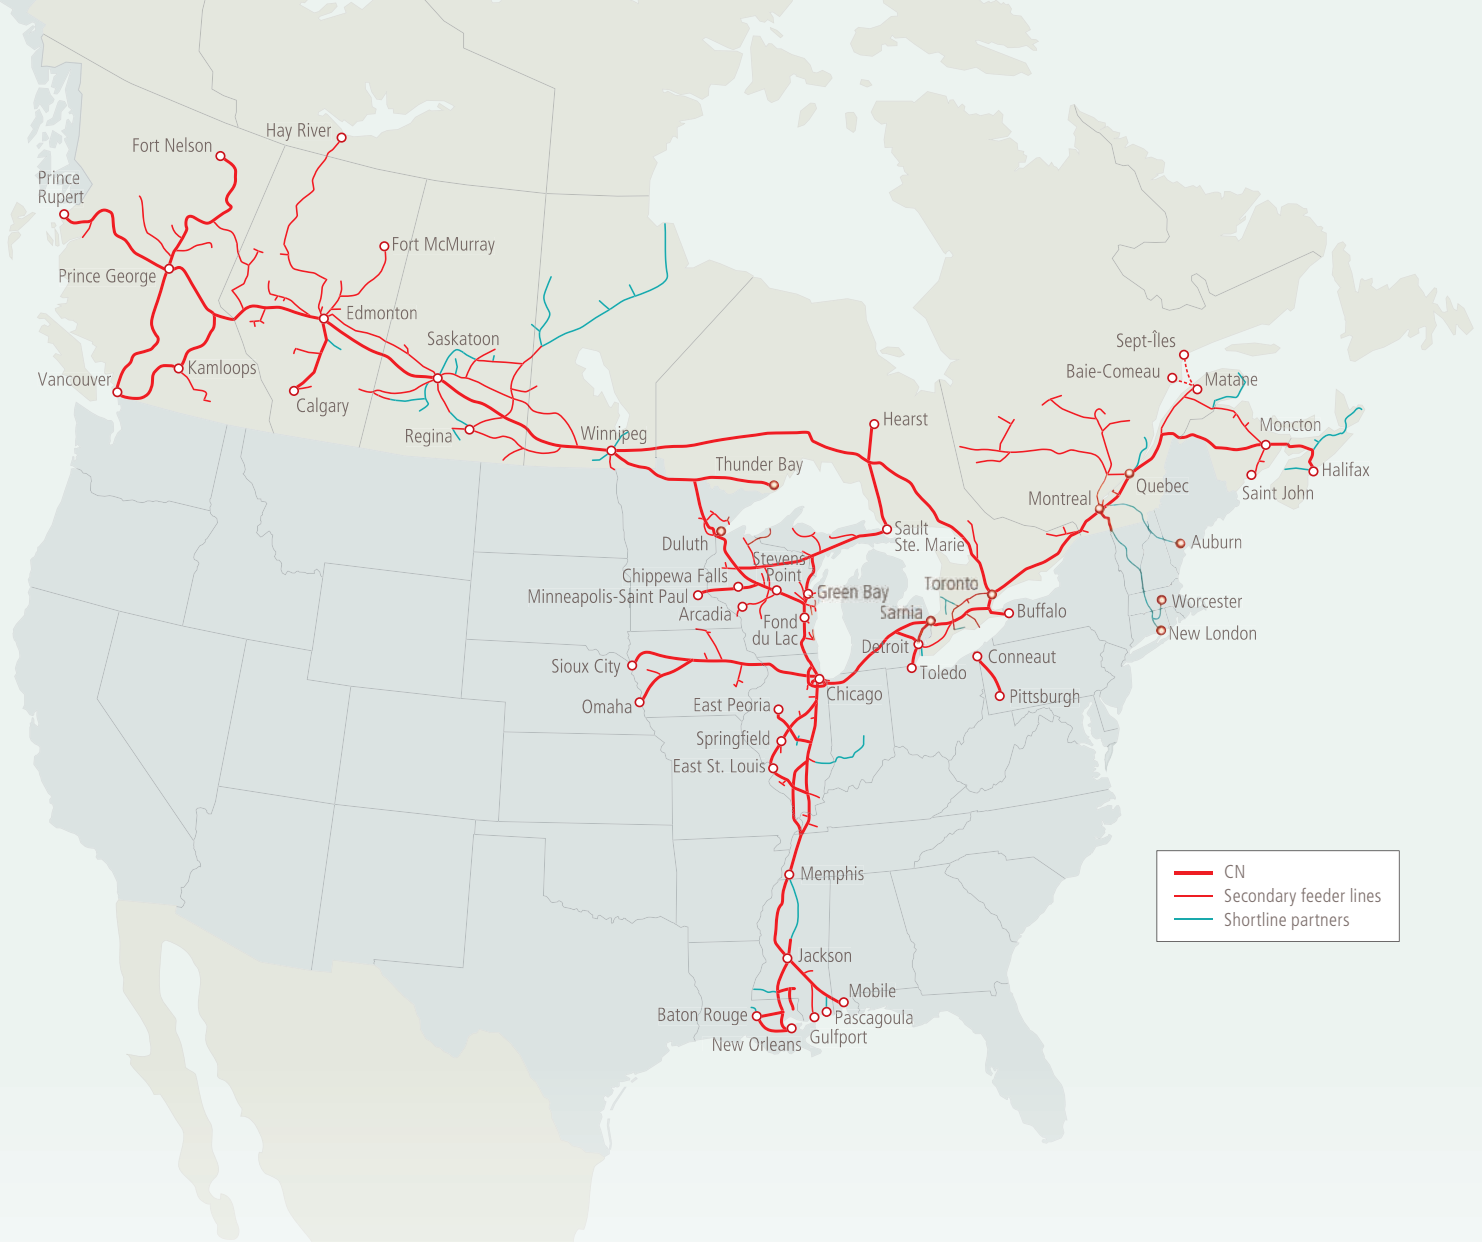 Hay River
Fort Nelson
Prince
Rupert
Fort McMurray
Prince George
Edmonton
Saskatoon
Sept-Îles
Kamloops
Baie-Comeau
Vancouver
Matane
Calgary
Hearst
Moncton
Regina
Winnipeg
Thunder Bay
Halifax
Quebec
Montreal
Saint John
Sault
Ste. Marie
Duluth
Auburn
Stevens
Point
Chippewa Falls
Toronto
Minneapolis-Saint Paul
Green Bay
Worcester
Arcadia
Sarnia
Buffalo
Fond
du Lac
New London
Detroit
Conneaut
Sioux City
Toledo
Chicago
Pittsburgh
Omaha
East Peoria
Springfield
East St. Louis
Memphis
CN
Secondary feeder lines
Shortline partners
Jackson
Mobile
Baton Rouge
Pascagoula
Gulfport
New Orleans